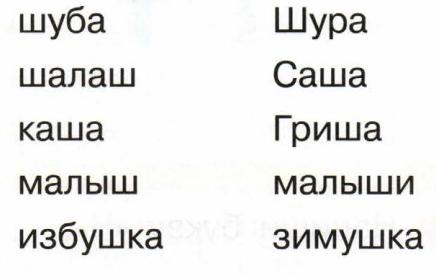 шуба Шура
шалаш Саша
каша Гриша
малыш малыши
избушка зимушка